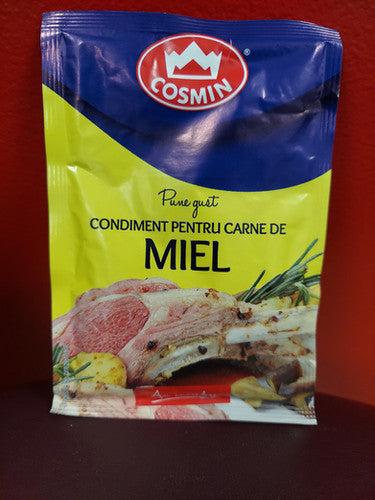 COSMIN
®
Pune gust
CONDIMENT PENTRU CARNE DE
MIEL